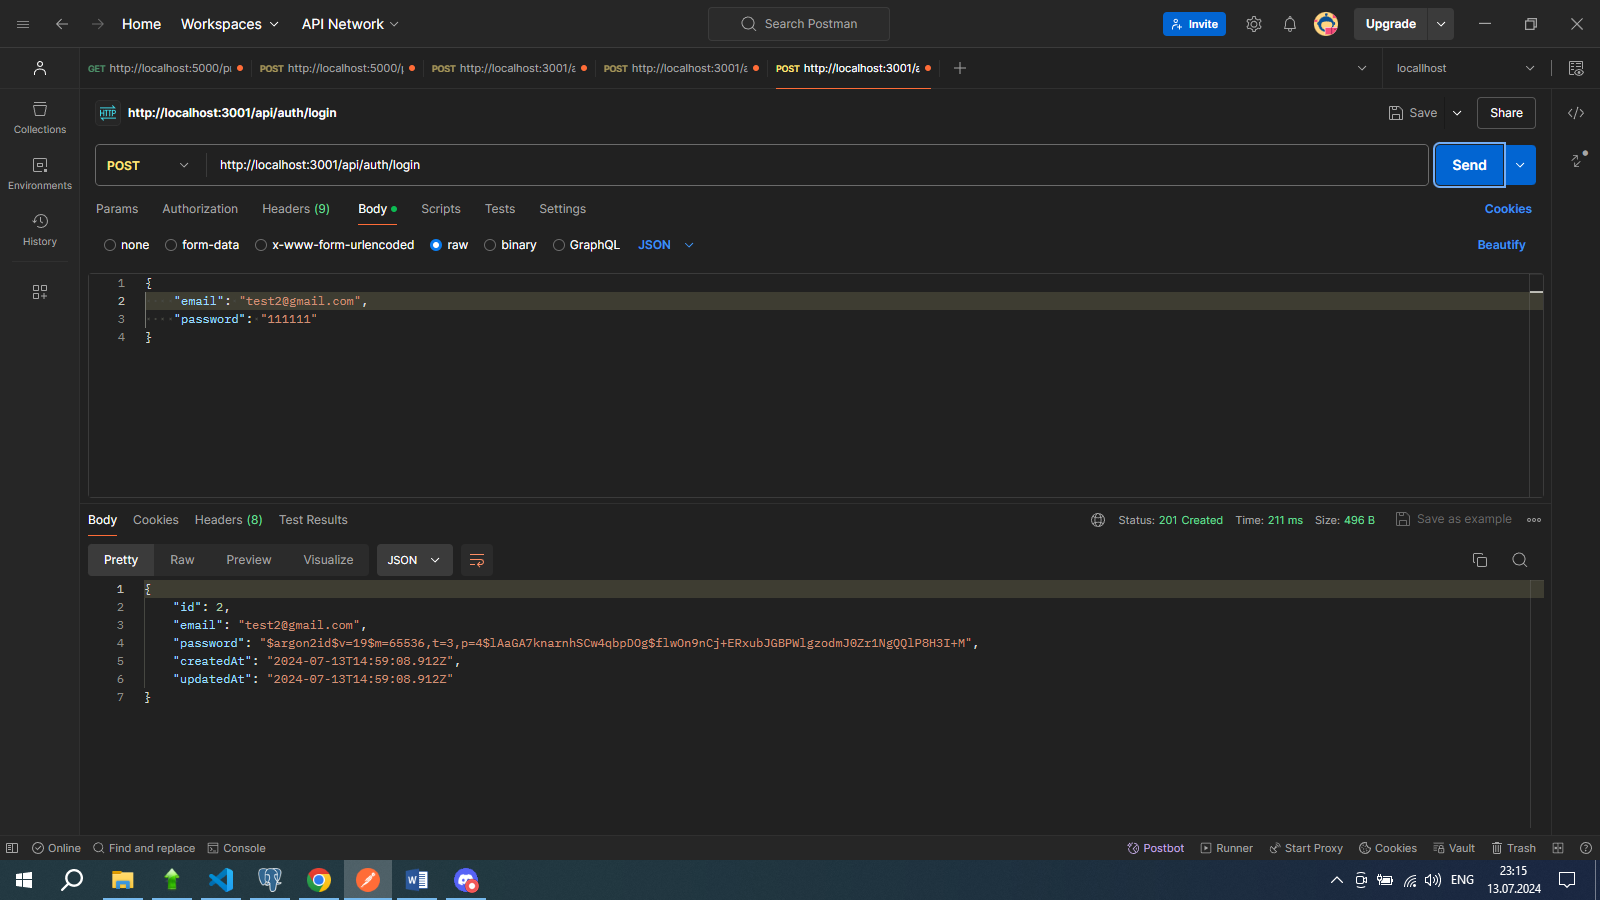 Home Workspaces API Network Search Postman Invite Upgrade
GET http://localhost:5000/pr POST http://localhost:5000/p POST http://localhost:3001/a POST http://localhost:3001/a POST http://localhost:3001/a locallhost
HTTP http://localhost:3001/api/auth/login Save Share
Collections
Environments
History
POST http://localhost:3001/api/auth/login Send
Params Authorization Headers (9) Body Scripts Tests Settings Cookies
none form-data x-www-form-urlencoded raw binary GraphQL JSON Beautify
1 {
2 "email": "test2@gmail.com",
3 "password": "111111"
4 }
Body Cookies Headers (8) Test Results Status: 201 Created Time: 211 ms Size: 496 B Save as example
Pretty Raw Preview Visualize JSON
1 {
2 "id": 2,
3 "email": "test2@gmail.com",
4 "password": "$argon2id$v=19$m=65536,t=3,p=4$lAaGA7knarnhSCw4qbpDOg$flwOn9nCj+ERxubJGBPWlgzodmJ0Zr1NgQQlP8H3I+M",
5 "createdAt": "2024-07-13T14:59:08.912Z",
6 "updatedAt": "2024-07-13T14:59:08.912Z"
7 }
Online Find and replace Console Postbot Runner Start Proxy Cookies Vault Trash
ENG 23:15
13.07.2024